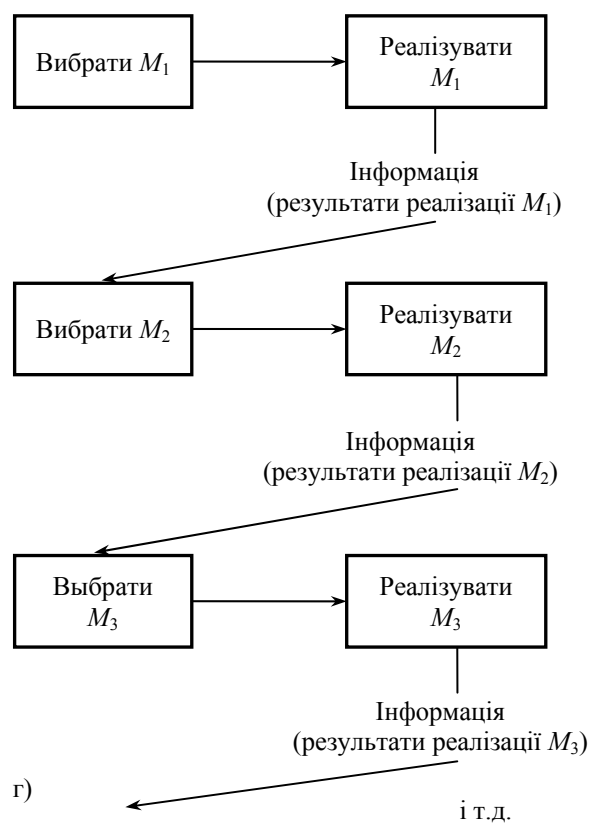 Вибрати M1
Реалізувати
M1
Інформація
(результати реалізації M1)
Вибрати M2
Реалізувати
M2
Інформація
(результати реалізації M2)
Выбрати
M3
Реалізувати
M3
Інформація
(результати реалізації M3)
г)
і т.д.